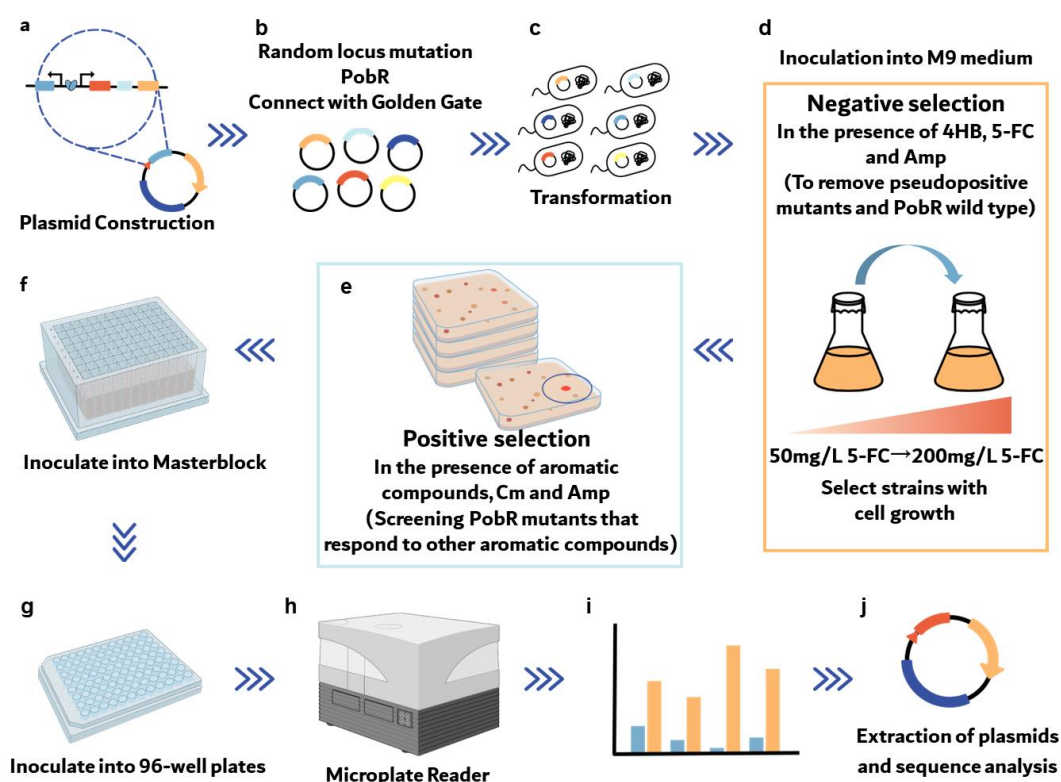 a
Plasmid Construction
b
Random locus mutation
PobR
Connect with Golden Gate
c
Transformation
d
Inoculation into M9 medium
Negative selection
In the presence of 4HB, 5-FC
and Amp
(To remove pseudopositive
mutants and PobR wild type)
50mg/L 5-FC→200mg/L 5-FC
Select strains with
cell growth
e
Positive selection
In the presence of aromatic
compounds, Cm and Amp
(Screening PobR mutants that
respond to other aromatic compounds)
f
Inoculate into Masterblock
g
Inoculate into 96-well plates
h
Microplate Reader
i
j
Extraction of plasmids
and sequence analysis